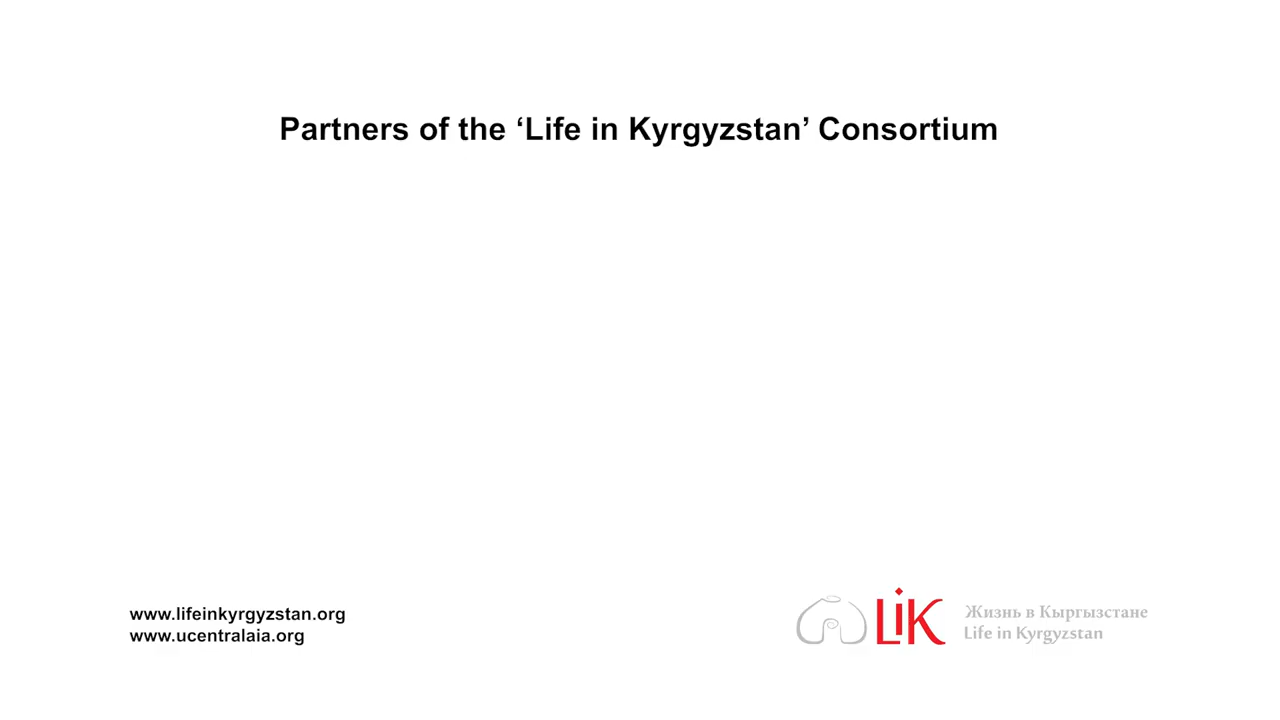 Partners of the ‘Life in Kyrgyzstan’ Consortium
www.lifeinkyrgyzstan.org
www.ucentralaia.org
LiK
Жизнь в Кыргызстане
Life in Kyrgyzstan